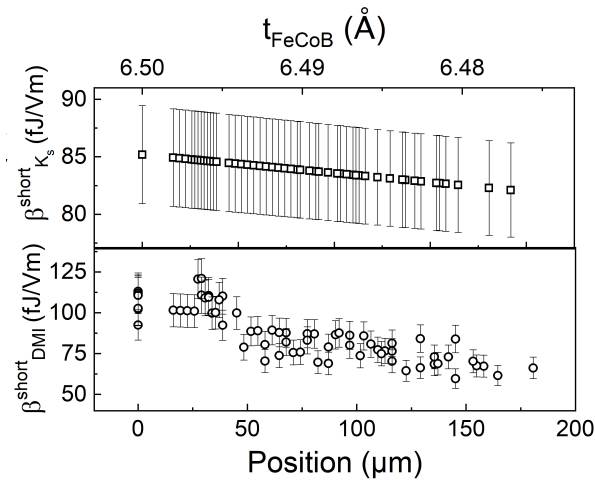 t_FeCoB (Å)
6.50 6.49 6.48
β^short_Ks (fJ/Vm)
90
85
80
β^short_DMI (fJ/Vm)
125
100
75
50
0 50 100 150 200
Position (µm)